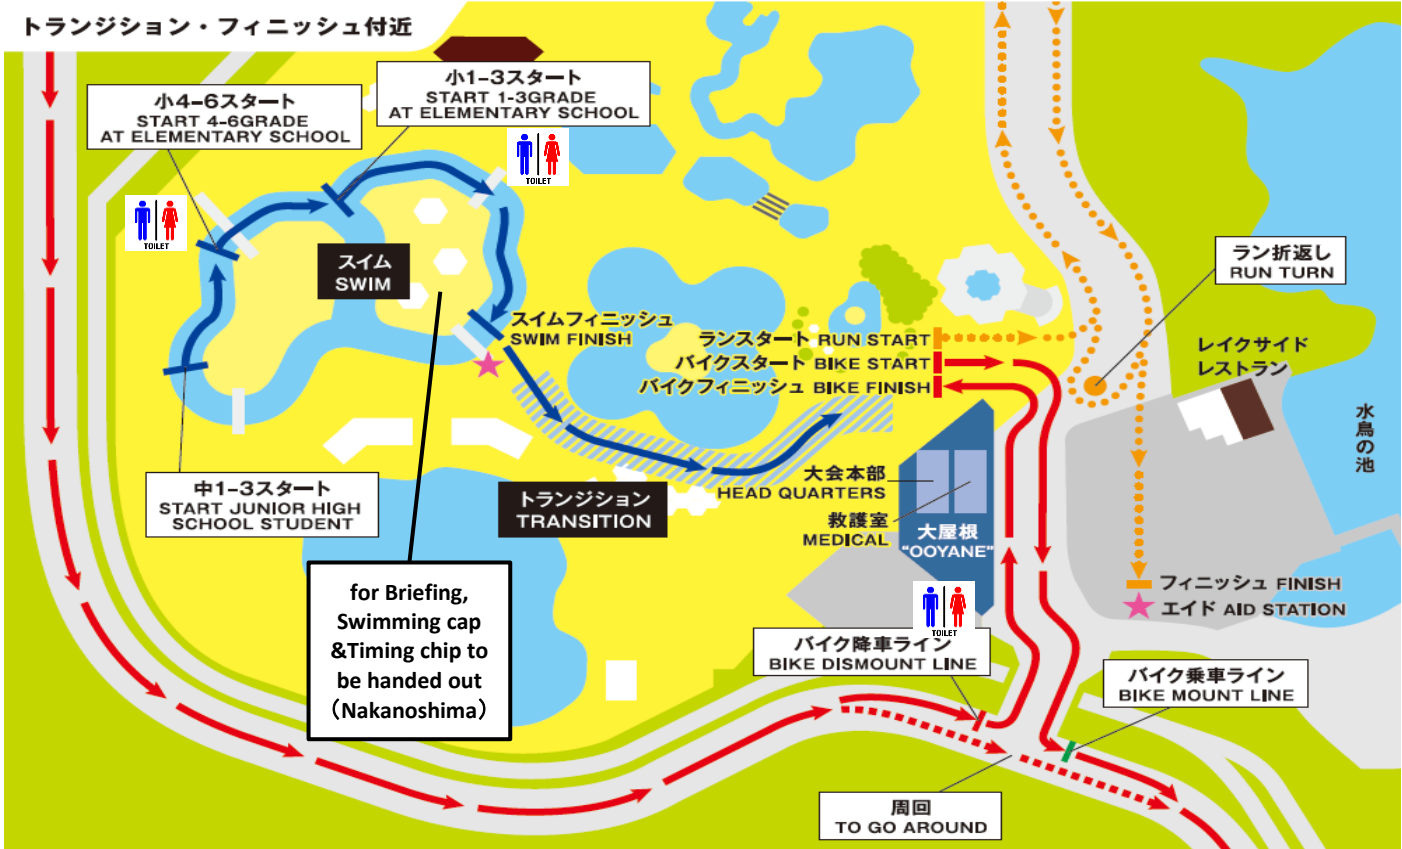 トランジション・フィニッシュ付近
小1-3スタート
START 1-3GRADE
AT ELEMENTARY SCHOOL
小4-6スタート
START 4-6GRADE
AT ELEMENTARY SCHOOL
TOILET
TOILET
スイム
SWIM
ラン折返し
RUN TURN
スイムフィニッシュ
SWIM FINISH
ランスタート RUN START
バイクスタート BIKE START
バイクフィニッシュ BIKE FINISH
レイクサイド
レストラン
水鳥の池
中1-3スタート
START JUNIOR HIGH
SCHOOL STUDENT
トランジション
TRANSITION
大会本部
HEAD QUARTERS
救護室
MEDICAL
大屋根
"OOYANE"
for Briefing,
Swimming cap
&Timing chip to
be handed out
（Nakanoshima）
フィニッシュ FINISH
エイド AID STATION
TOILET
バイク降車ライン
BIKE DISMOUNT LINE
バイク乗車ライン
BIKE MOUNT LINE
周回
TO GO AROUND